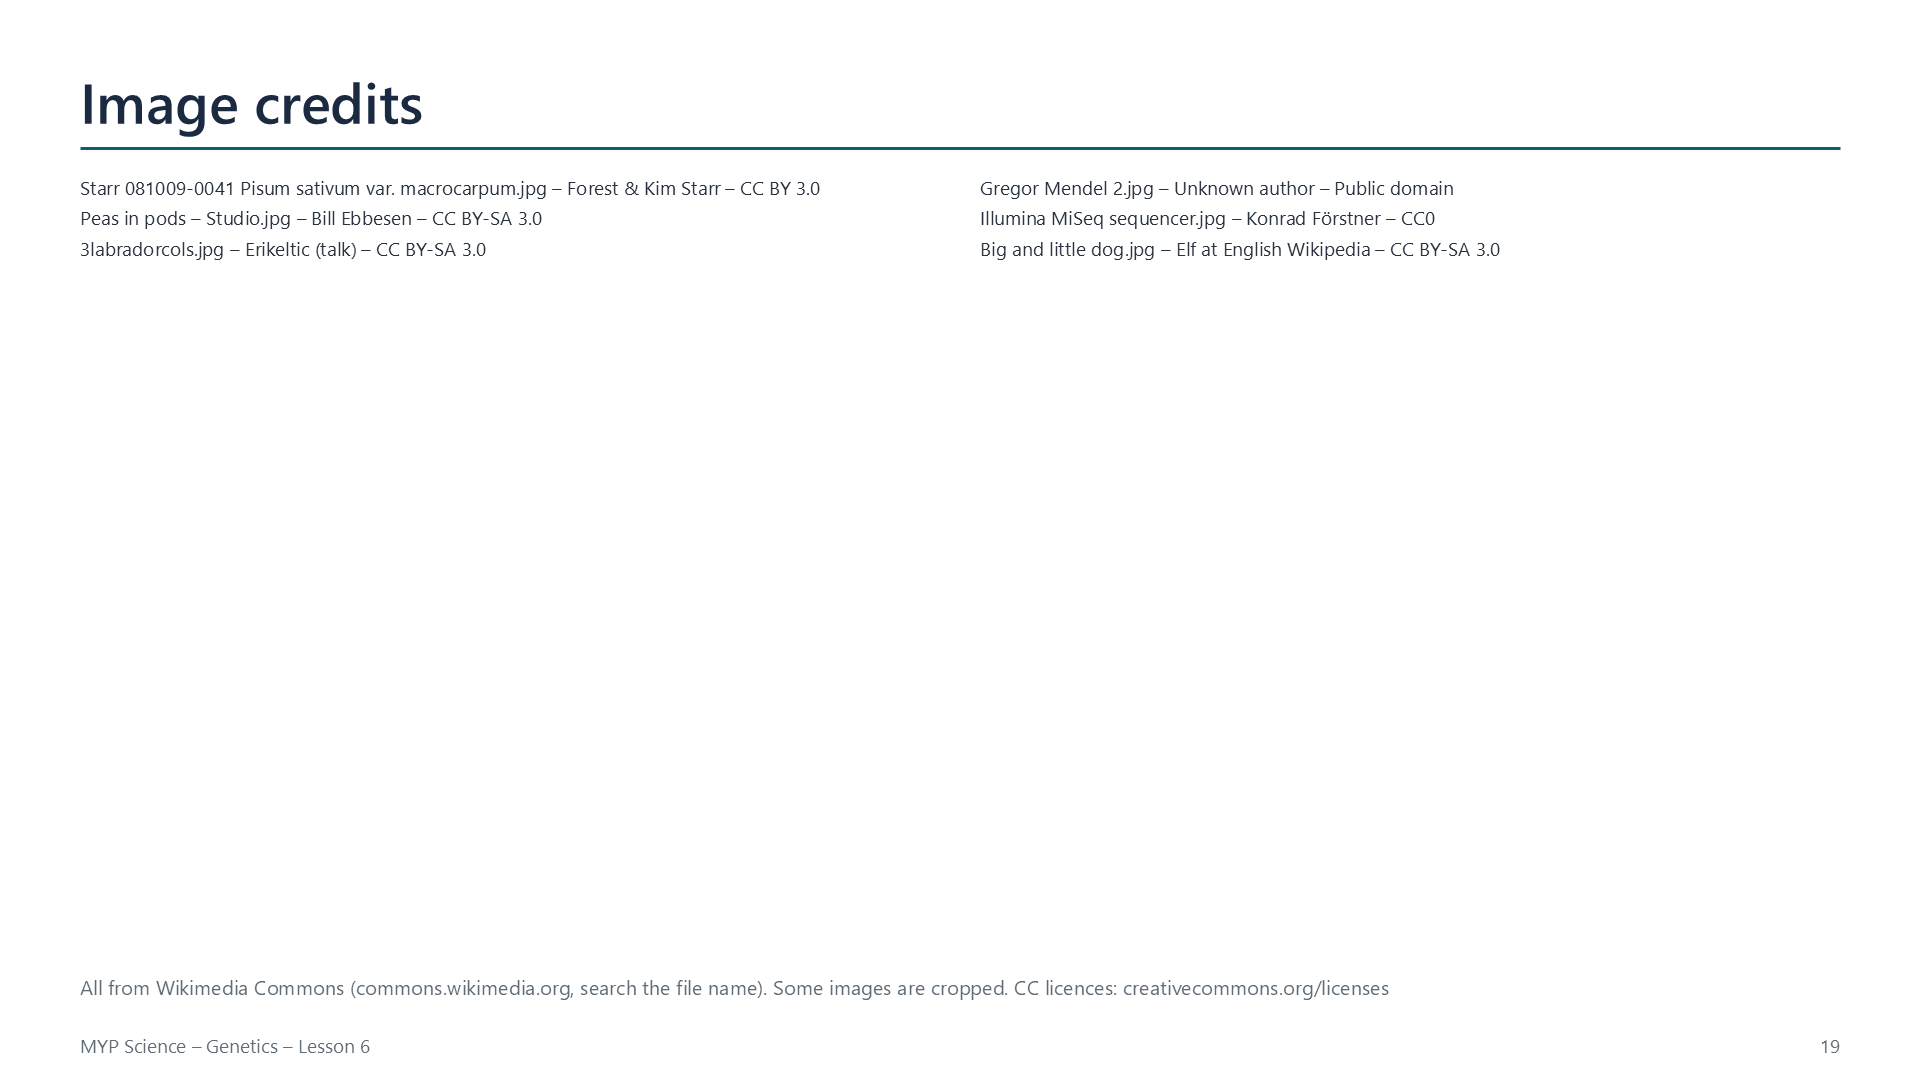 Image credits
Starr 081009-0041 Pisum sativum var. macrocarpum.jpg – Forest & Kim Starr – CC BY 3.0
Peas in pods – Studio.jpg – Bill Ebbesen – CC BY-SA 3.0
3labradorcols.jpg – Erikeltic (talk) – CC BY-SA 3.0
Gregor Mendel 2.jpg – Unknown author – Public domain
Illumina MiSeq sequencer.jpg – Konrad Förstner – CC0
Big and little dog.jpg – Elf at English Wikipedia – CC BY-SA 3.0
All from Wikimedia Commons (commons.wikimedia.org, search the file name). Some images are cropped. CC licences: creativecommons.org/licenses
MYP Science – Genetics – Lesson 6
19